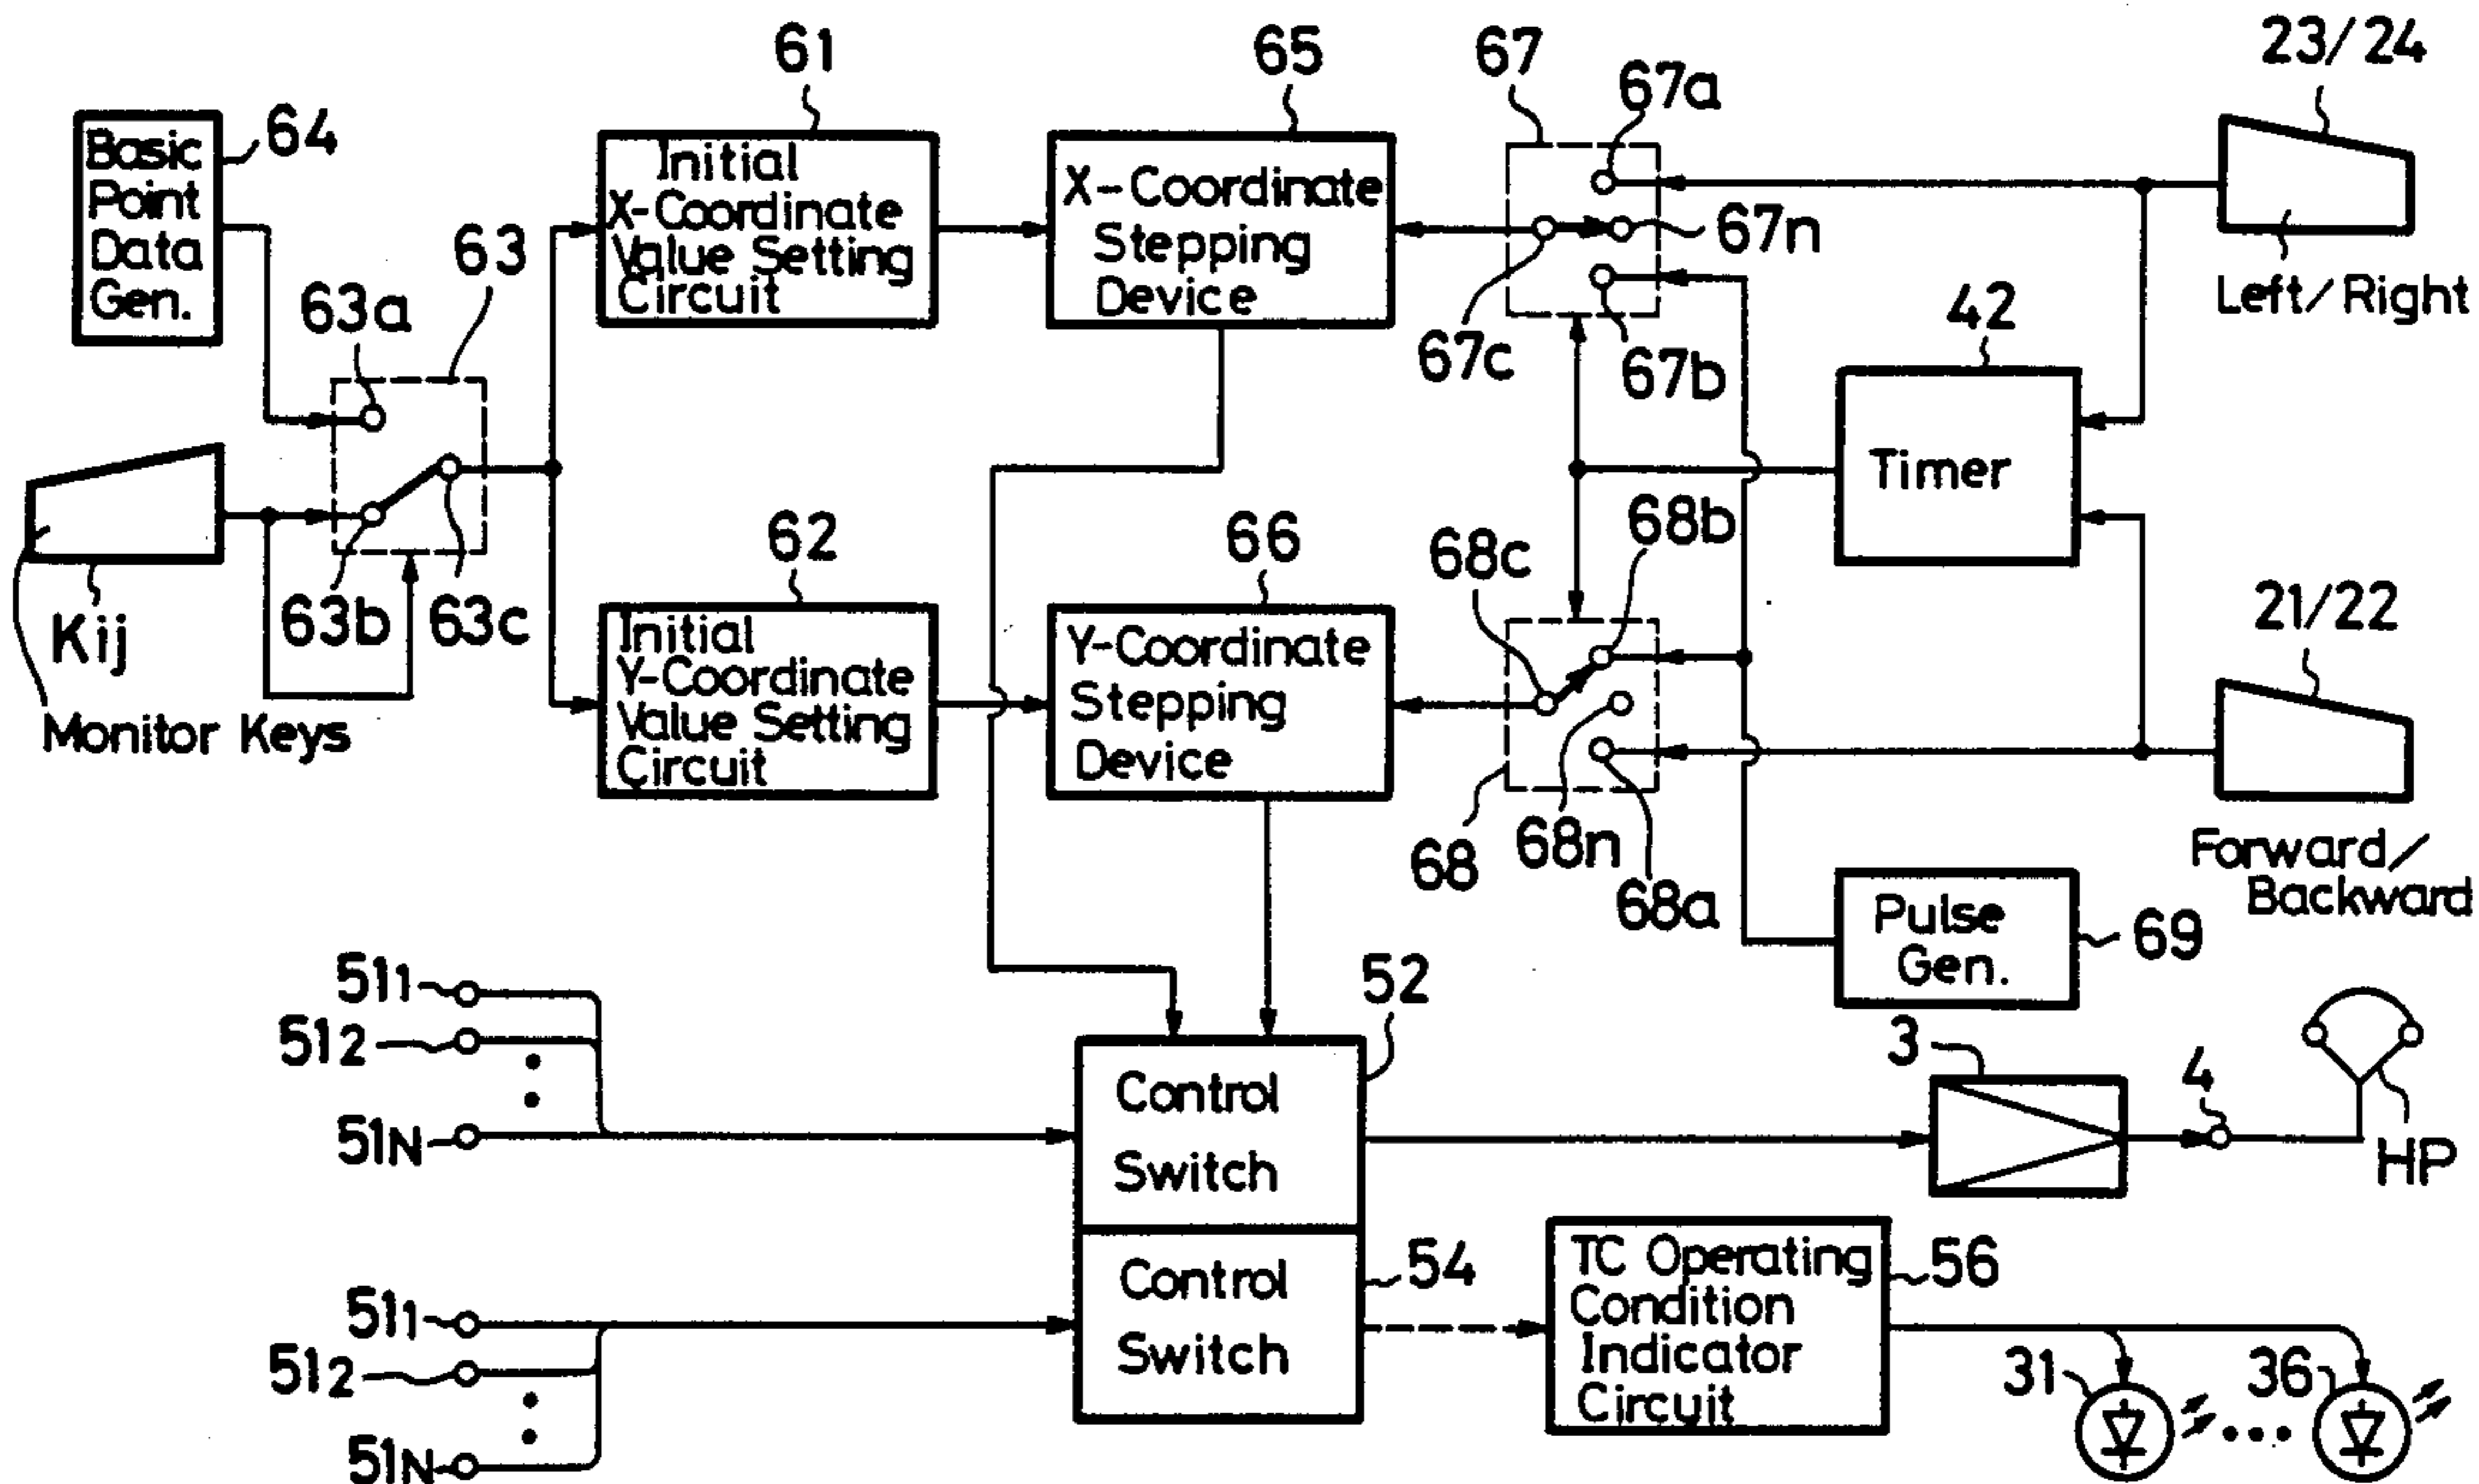 61
65
67
67a
23/24
64
Basic
Point
Data
Gen.
Initial
X-Coordinate
Value Setting
Circuit
X-Coordinate
Stepping
Device
67n
63
63a
67c
67b
42
Left/Right
Timer
62
66
68c
68b
21/22
Kij
63b
63c
Monitor Keys
Initial
Y-Coordinate
Value Setting
Circuit
Y-Coordinate
Stepping
Device
68
68n
68a
Forward/
Backward
Pulse
Gen.
69
511
512
51N
52
Control
Switch
3
4
HP
511
512
51N
Control
Switch
54
TC Operating
Condition
Indicator
Circuit
56
31
36